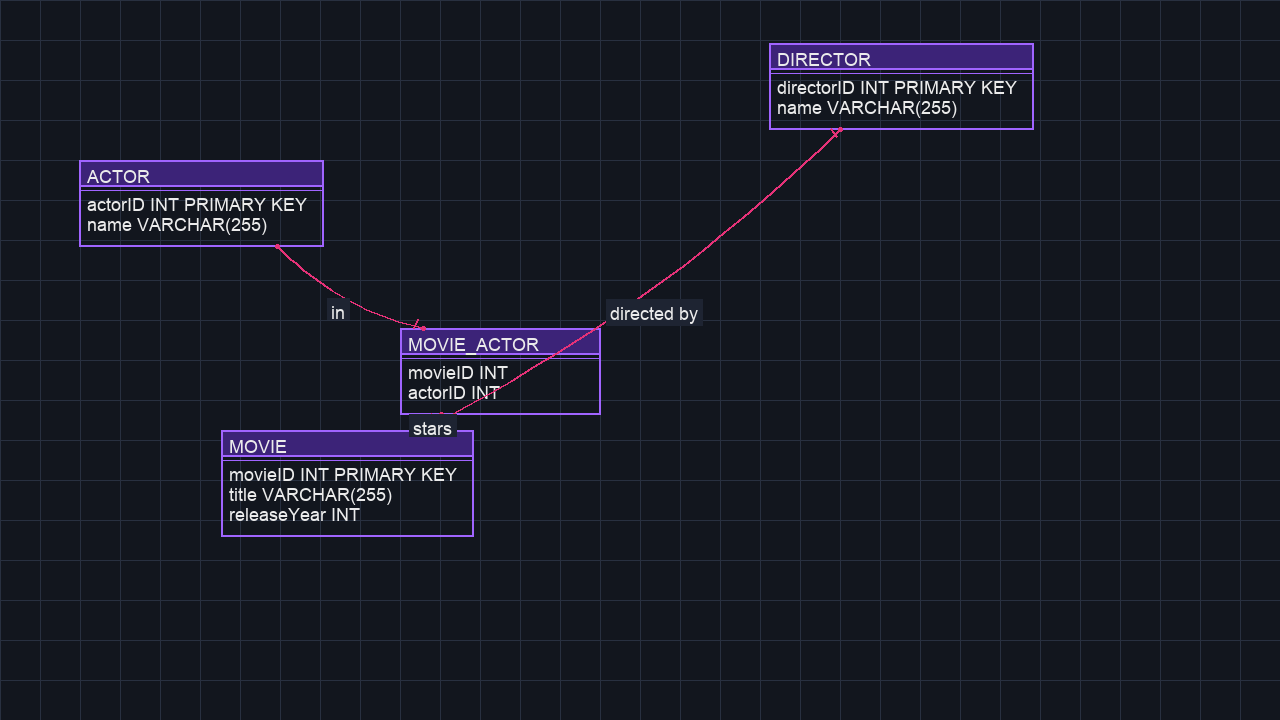 DIRECTOR
directorID INT PRIMARY KEY
name VARCHAR(255)
ACTOR
actorID INT PRIMARY KEY
name VARCHAR(255)
in
directed by
MOVIE_ACTOR
movieID INT
actorID INT
stars
MOVIE
movieID INT PRIMARY KEY
title VARCHAR(255)
releaseYear INT